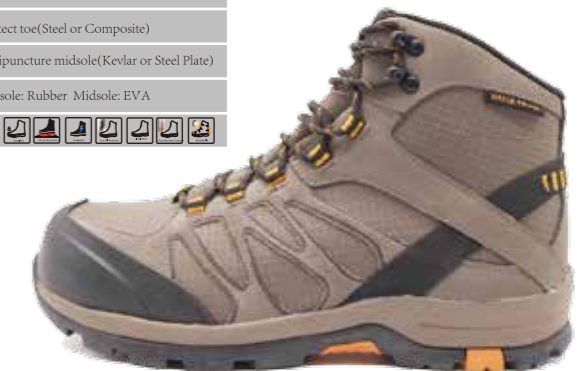 ect toe(Steel or Composite)
ipuncture midsole(Kevlar or Steel Plate)
sole: Rubber Midsole: EVA